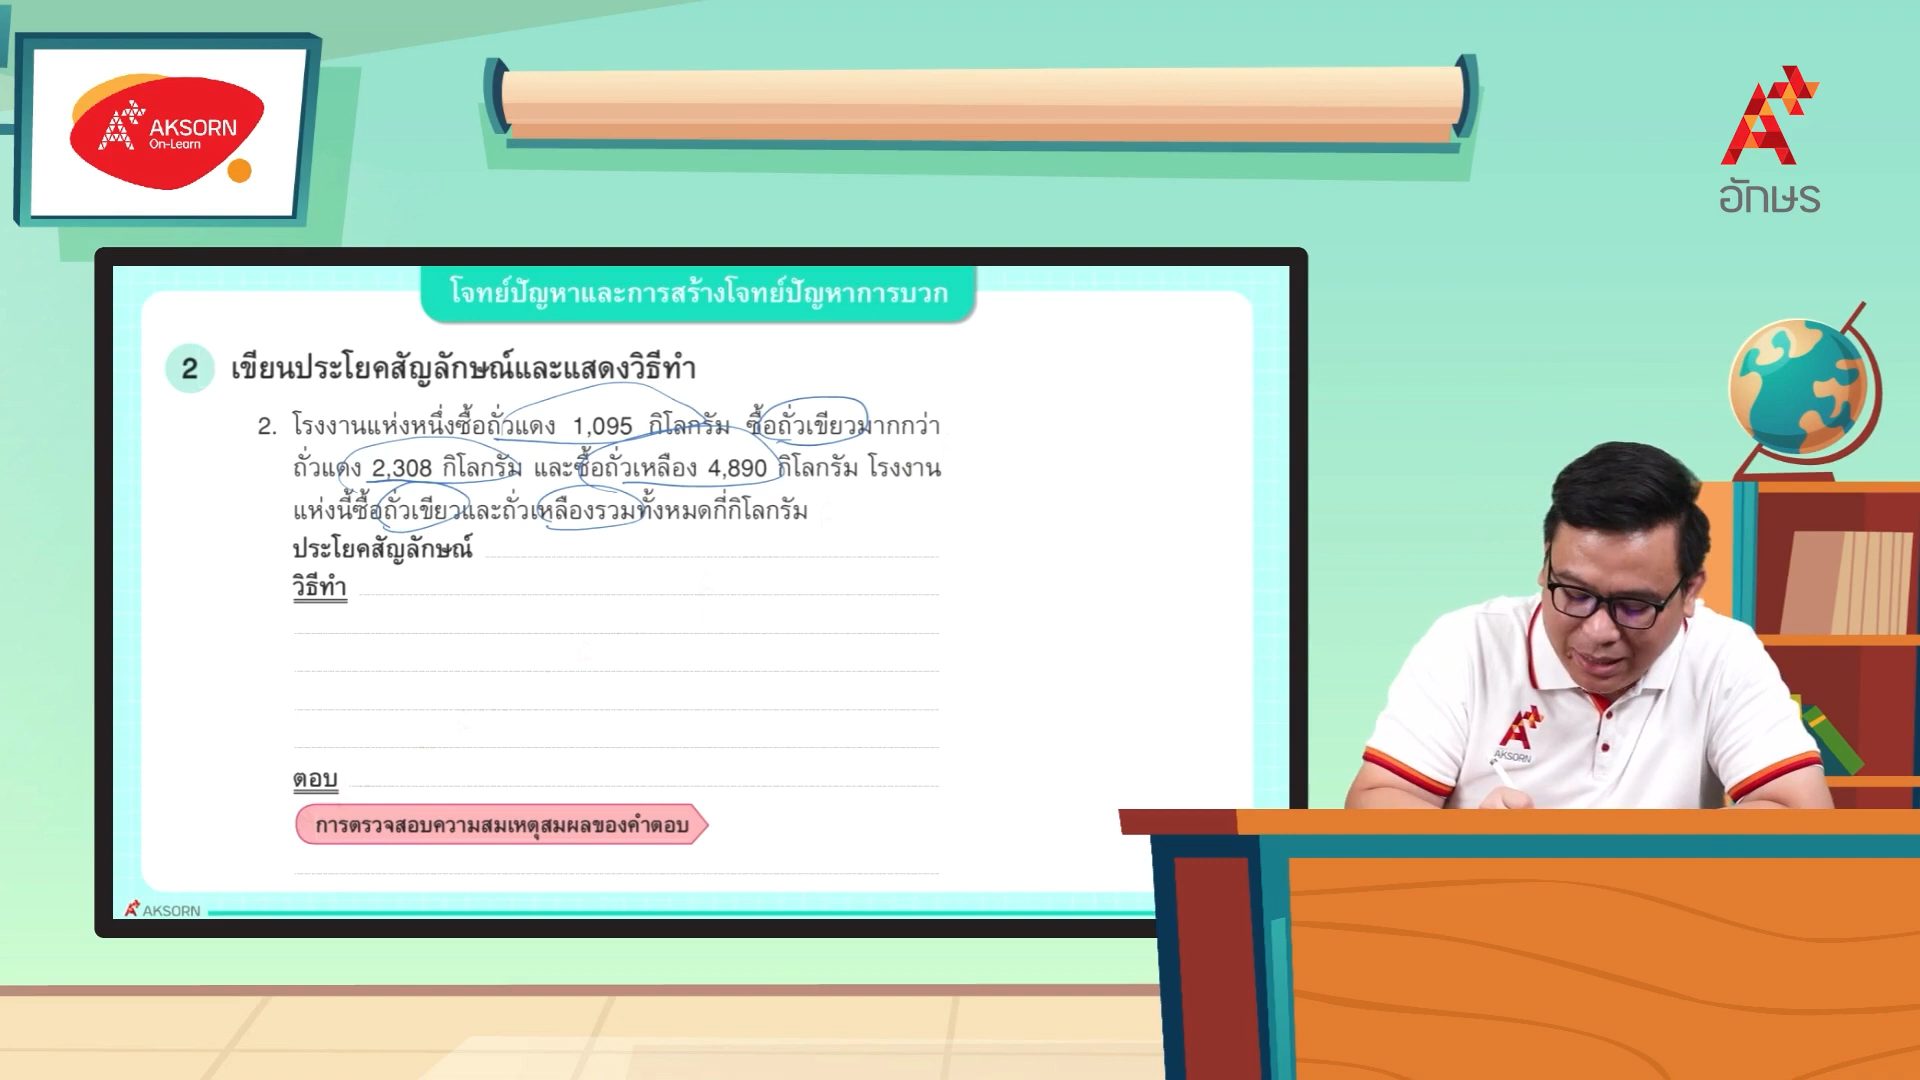 AKSORN
On-Learn
อักษร
โจทย์ปัญหาและการสร้างโจทย์ปัญหาการบวก
2 เขียนประโยคสัญลักษณ์และแสดงวิธีทำ
2. โรงงานแห่งหนึ่งซื้อถั่วแดง 1,095 กิโลกรัม ซื้อถั่วเขียวมากกว่า
ถั่วแดง 2,308 กิโลกรัม และซื้อถั่วเหลือง 4,890 กิโลกรัม โรงงาน
แห่งนี้ซื้อถั่วเขียวและถั่วเหลืองรวมทั้งหมดกี่กิโลกรัม
ประโยคสัญลักษณ์
วิธีทำ
ตอบ
การตรวจสอบความสมเหตุสมผลของคำตอบ
AKSORN
AKSORN